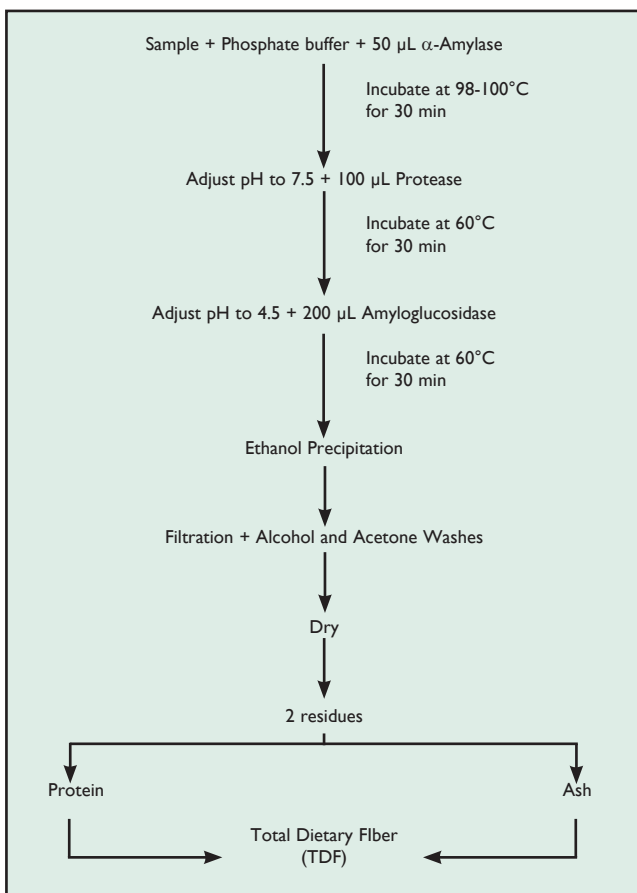 Sample + Phosphate buffer + 50 µL α-Amylase
Incubate at 98-100°C
for 30 min
Adjust pH to 7.5 + 100 µL Protease
Incubate at 60°C
for 30 min
Adjust pH to 4.5 + 200 µL Amyloglucosidase
Incubate at 60°C
for 30 min
Ethanol Precipitation
Filtration + Alcohol and Acetone Washes
Dry
2 residues
Protein
Ash
Total Dietary FIber
(TDF)